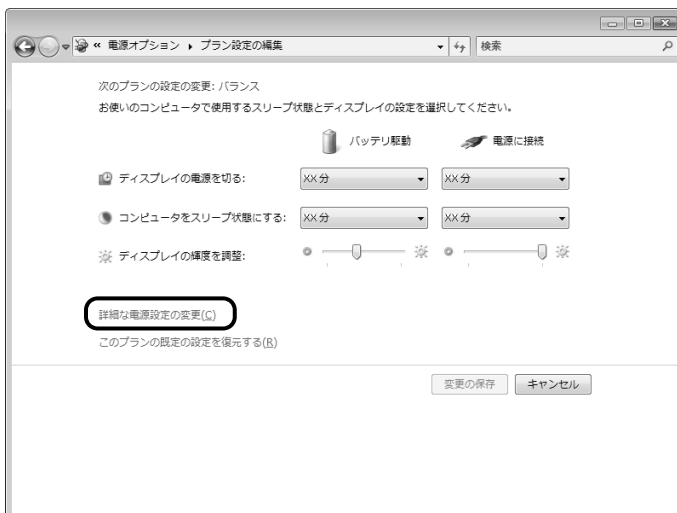 « 電源オプション ▸ プラン設定の編集
検索
次のプランの設定の変更: バランス
お使いのコンピュータで使用するスリープ状態とディスプレイの設定を選択してください。
バッテリ駆動 電源に接続
ディスプレイの電源を切る: XX分 XX分
コンピュータをスリープ状態にする: XX分 XX分
ディスプレイの輝度を調整:
詳細な電源設定の変更(C)
このプランの既定の設定を復元する(R)
変更の保存 キャンセル